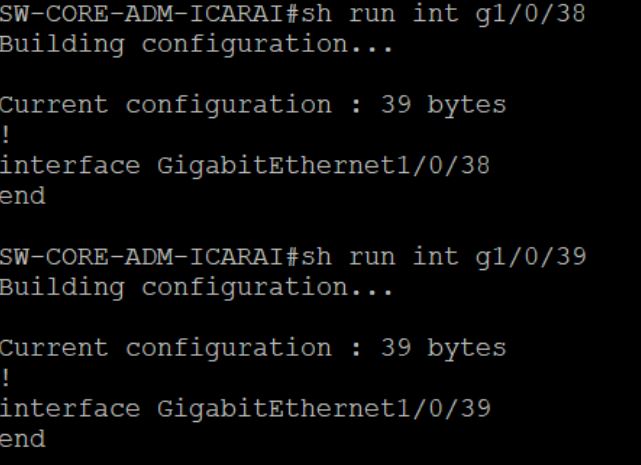 SW-CORE-ADM-ICARAI#sh run int g1/0/38
Building configuration...
Current configuration : 39 bytes
!
interface GigabitEthernet1/0/38
end
SW-CORE-ADM-ICARAI#sh run int g1/0/39
Building configuration...
Current configuration : 39 bytes
!
interface GigabitEthernet1/0/39
end